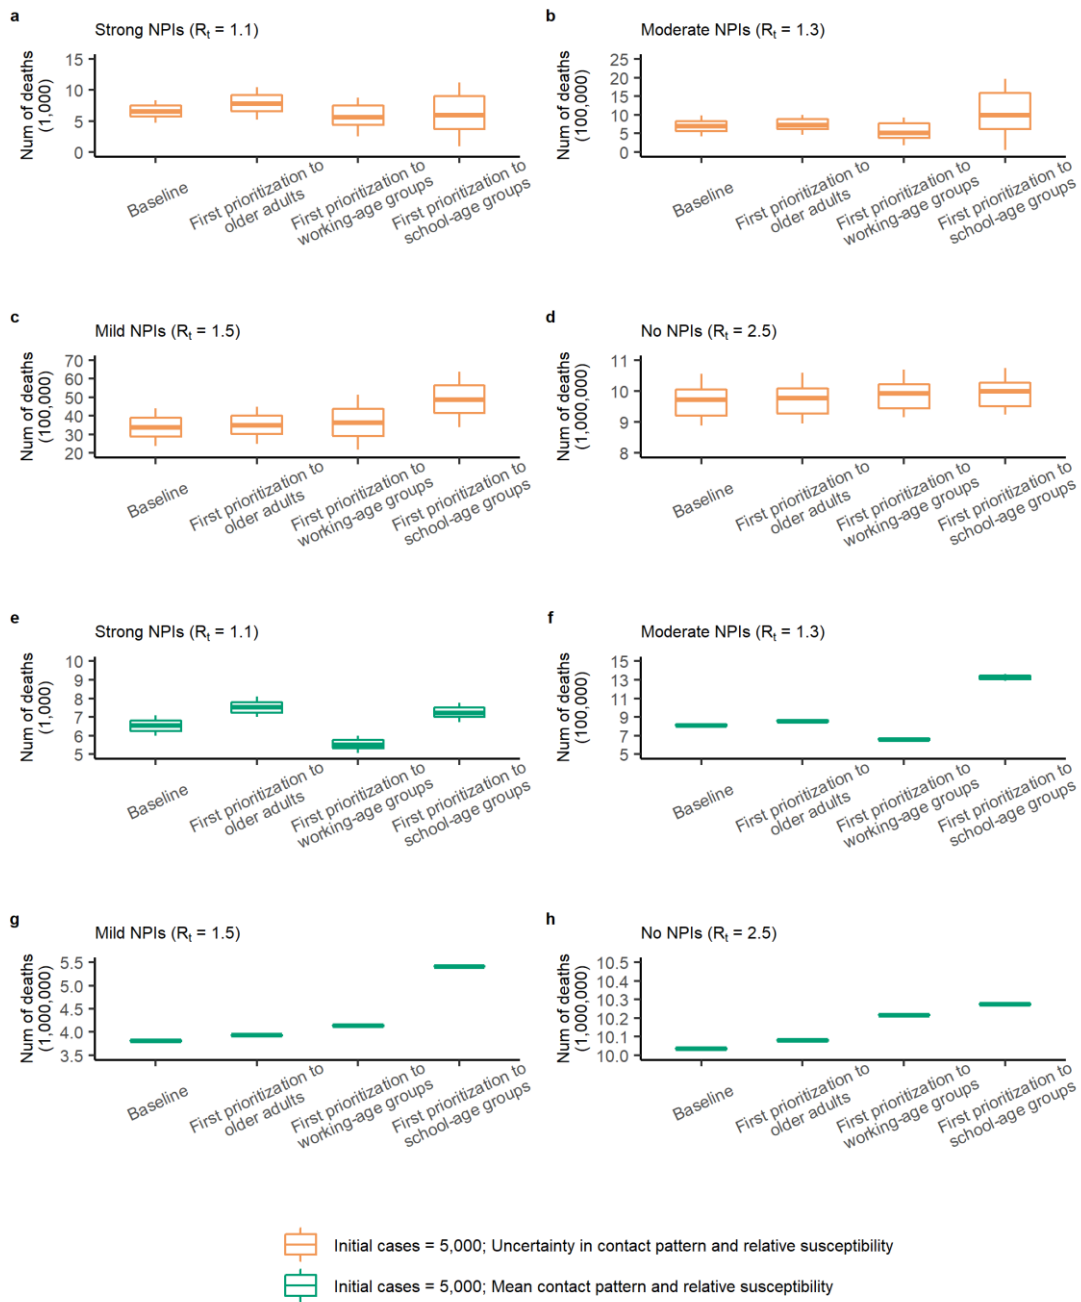 a
Strong NPIs (Rt = 1.1)
Num of deaths
(1,000)
15
10
5
0
Baseline
First prioritization to
older adults
First prioritization to
working-age groups
First prioritization to
school-age groups
b
Moderate NPIs (Rt = 1.3)
Num of deaths
(100,000)
25
20
15
10
5
0
Baseline
First prioritization to
older adults
First prioritization to
working-age groups
First prioritization to
school-age groups
c
Mild NPIs (Rt = 1.5)
Num of deaths
(100,000)
70
60
50
40
30
20
Baseline
First prioritization to
older adults
First prioritization to
working-age groups
First prioritization to
school-age groups
d
No NPIs (Rt = 2.5)
Num of deaths
(1,000,000)
11
10
9
8
Baseline
First prioritization to
older adults
First prioritization to
working-age groups
First prioritization to
school-age groups
e
Strong NPIs (Rt = 1.1)
Num of deaths
(1,000)
10
9
8
7
6
5
Baseline
First prioritization to
older adults
First prioritization to
working-age groups
First prioritization to
school-age groups
f
Moderate NPIs (Rt = 1.3)
Num of deaths
(100,000)
15
13
9
7
5
Baseline
First prioritization to
older adults
First prioritization to
working-age groups
First prioritization to
school-age groups
g
Mild NPIs (Rt = 1.5)
Num of deaths
(1,000,000)
5.5
5.0
4.5
4.0
3.5
Baseline
First prioritization to
older adults
First prioritization to
working-age groups
First prioritization to
school-age groups
h
No NPIs (Rt = 2.5)
Num of deaths
(1,000,000)
10.5
10.4
10.3
10.2
10.1
10.0
Baseline
First prioritization to
older adults
First prioritization to
working-age groups
First prioritization to
school-age groups
Initial cases = 5,000; Uncertainty in contact pattern and relative susceptibility
Initial cases = 5,000; Mean contact pattern and relative susceptibility